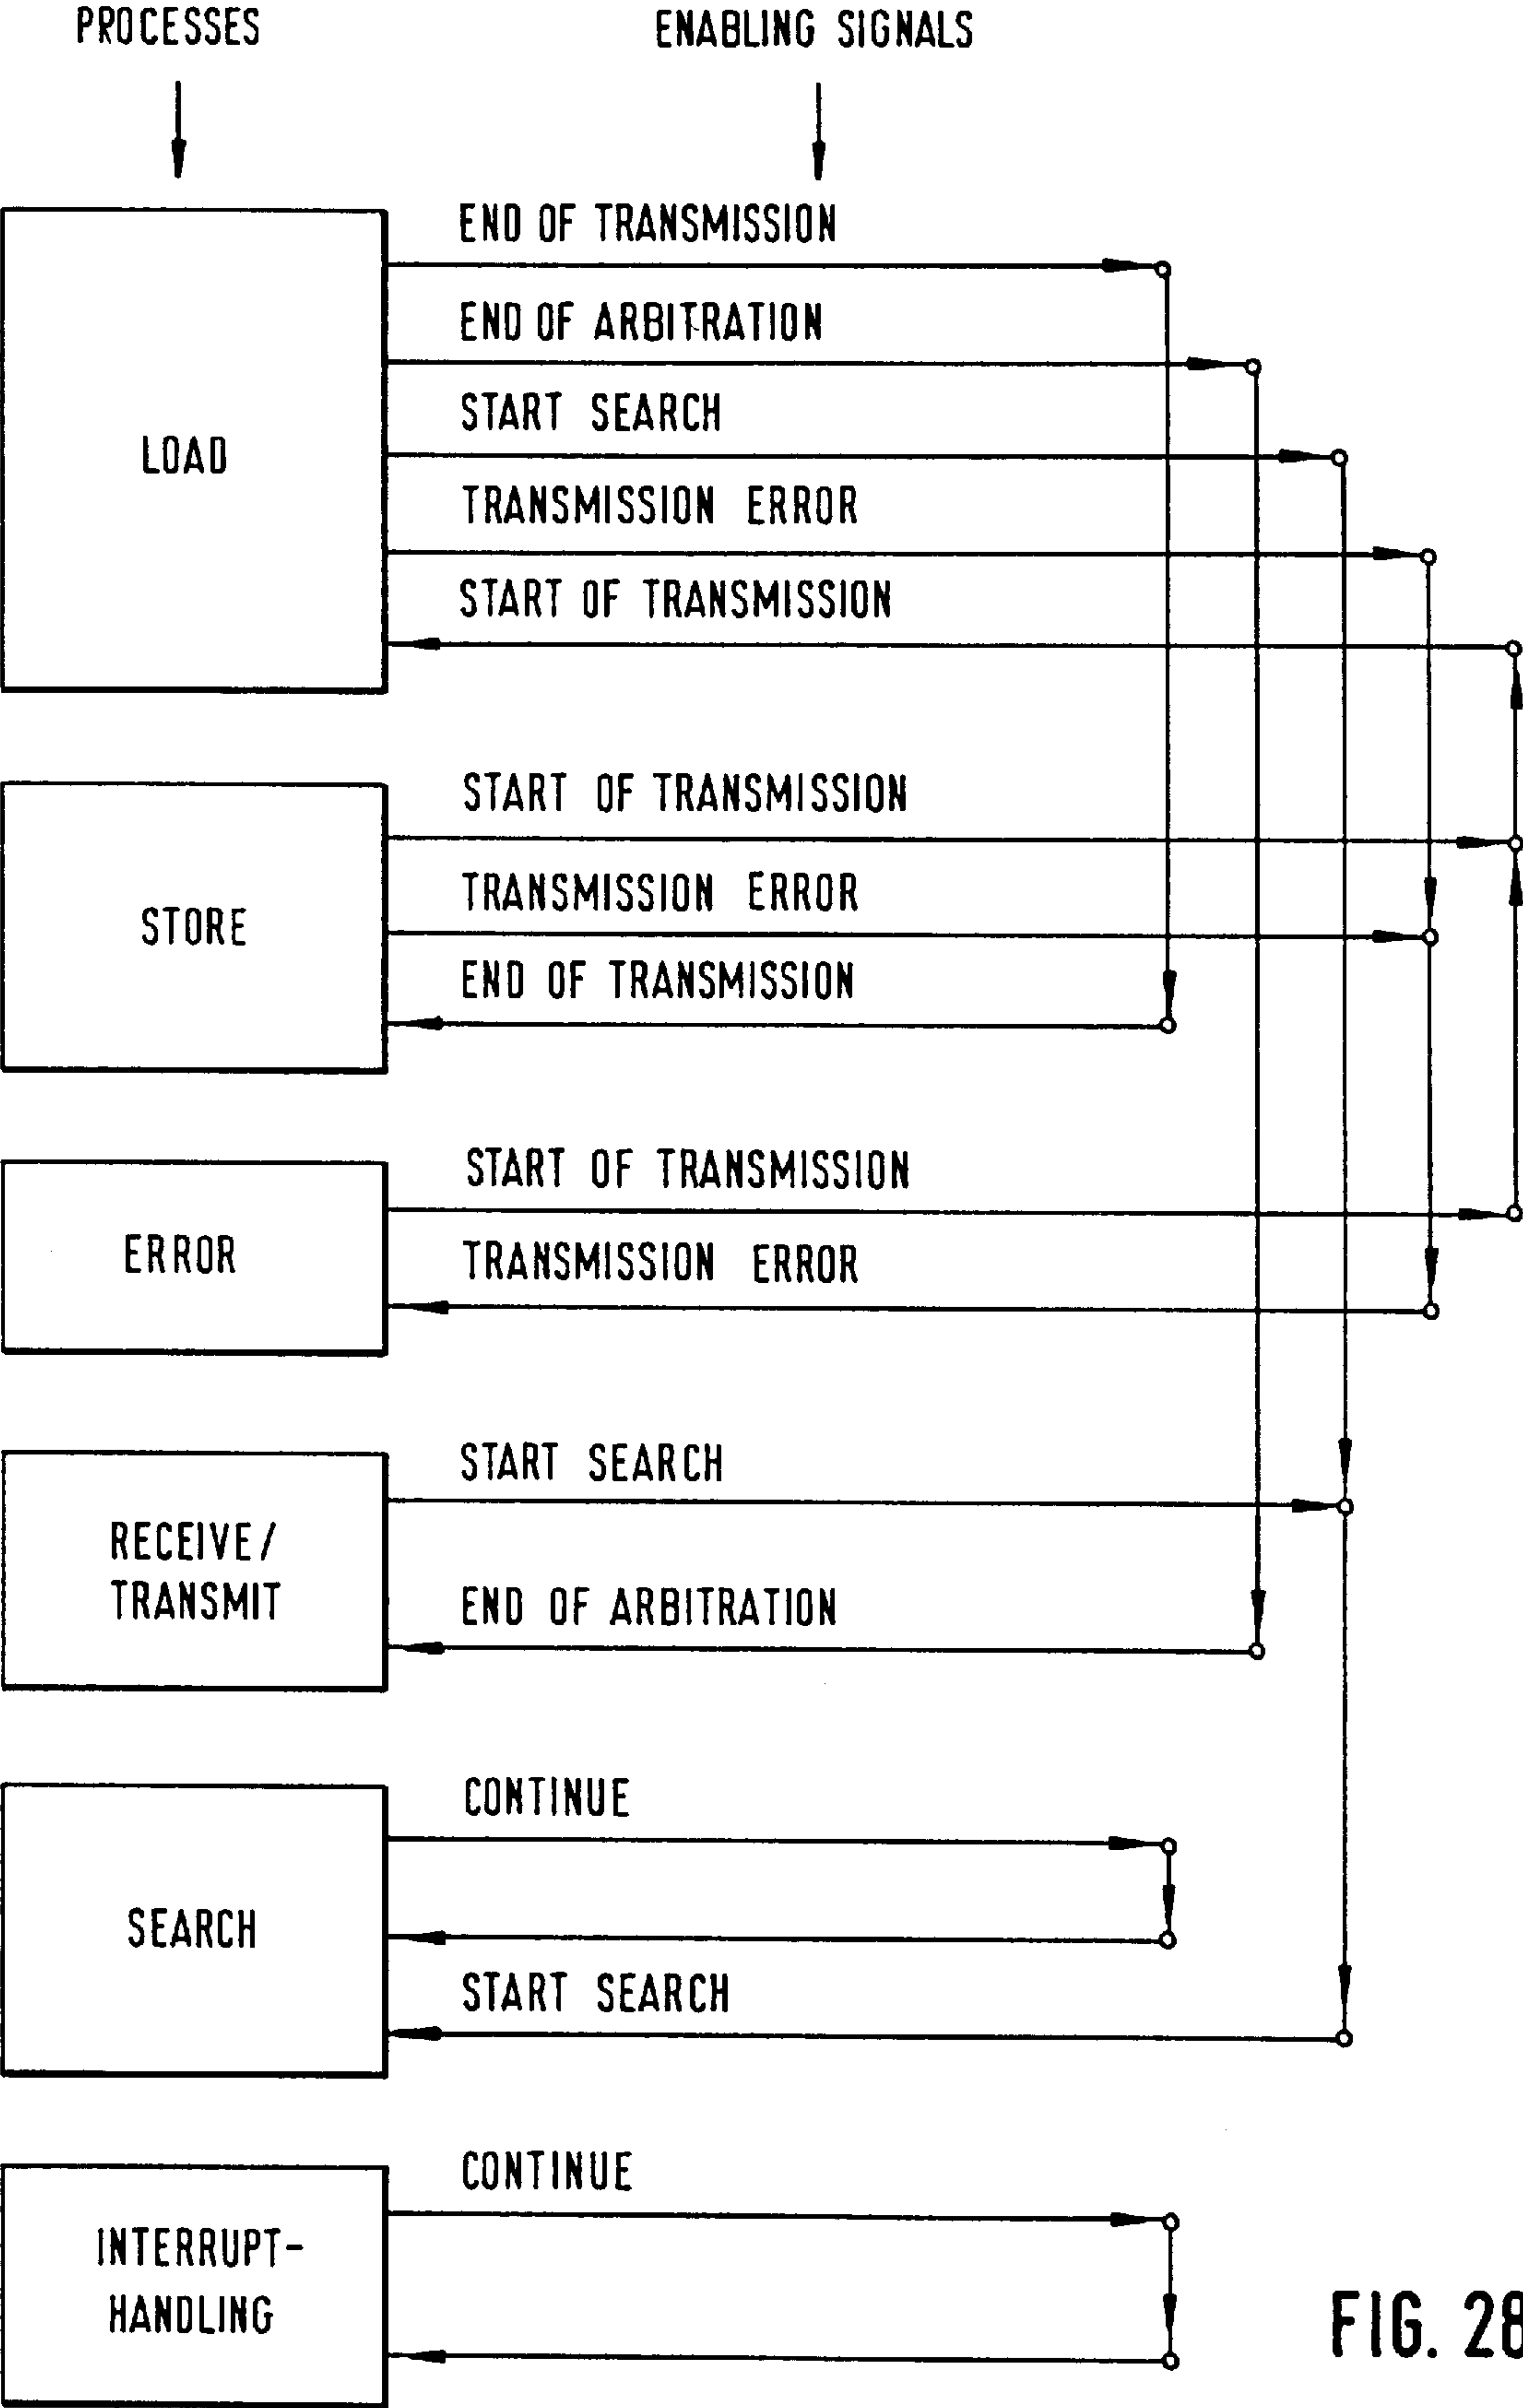 PROCESSES
ENABLING SIGNALS
LOAD
END OF TRANSMISSION
END OF ARBITRATION
START SEARCH
TRANSMISSION ERROR
START OF TRANSMISSION
STORE
START OF TRANSMISSION
TRANSMISSION ERROR
END OF TRANSMISSION
ERROR
START OF TRANSMISSION
TRANSMISSION ERROR
RECEIVE/
TRANSMIT
START SEARCH
END OF ARBITRATION
SEARCH
CONTINUE
START SEARCH
INTERRUPT-
HANDLING
CONTINUE
FIG. 28